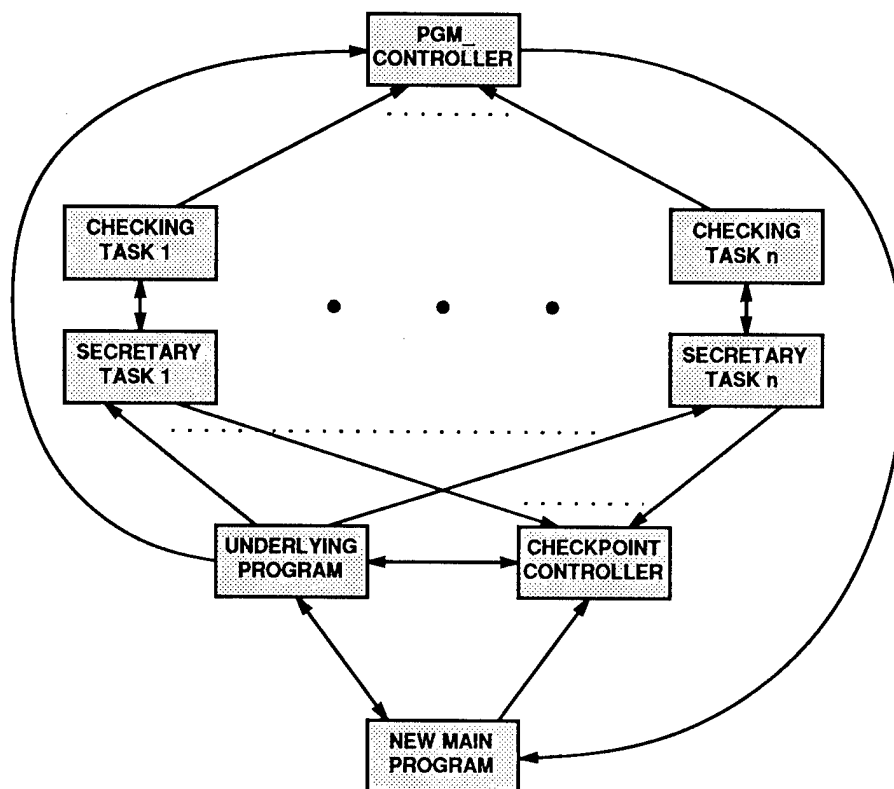 PGM_
CONTROLLER
CHECKING
TASK 1
CHECKING
TASK n
SECRETARY
TASK 1
SECRETARY
TASK n
UNDERLYING
PROGRAM
CHECKPOINT
CONTROLLER
NEW MAIN
PROGRAM